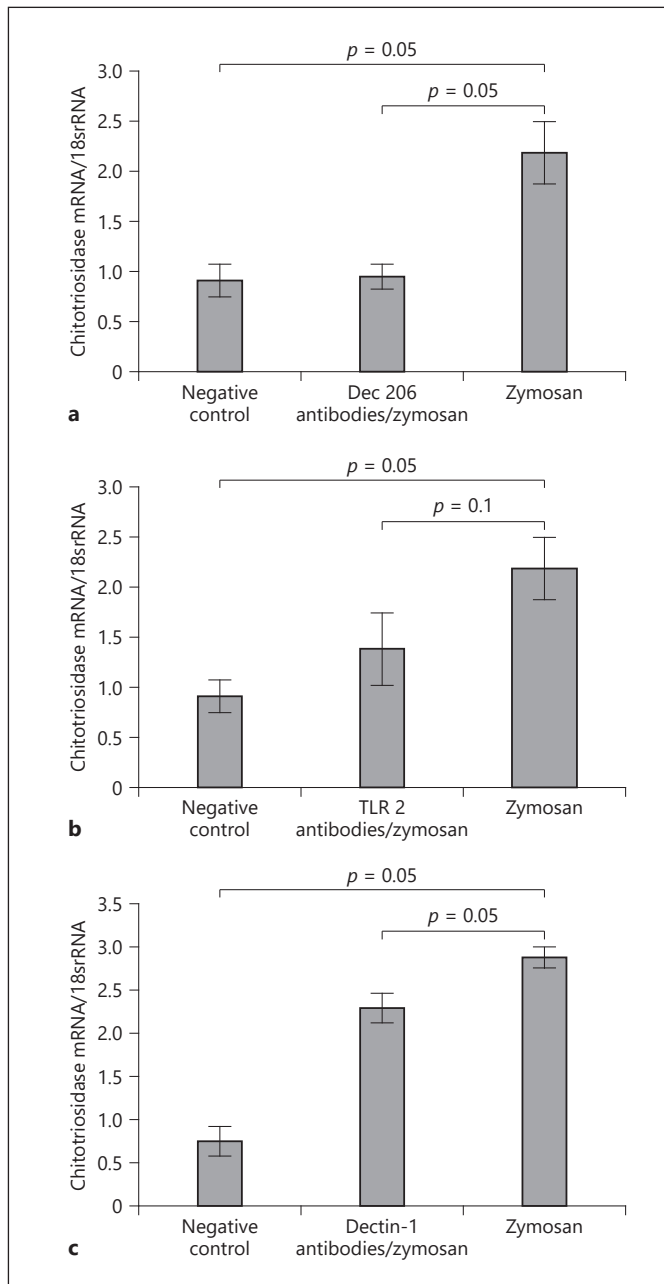 p = 0.05
p = 0.05
Chitotriosidase mRNA/18srRNA
3.0
2.5
2.0
1.5
1.0
0.5
0
Negative control
Dec 206 antibodies/zymosan
Zymosan
a
p = 0.05
p = 0.1
Chitotriosidase mRNA/18srRNA
3.0
2.5
2.0
1.5
1.0
0.5
0
Negative control
TLR 2 antibodies/zymosan
Zymosan
b
p = 0.05
p = 0.05
Chitotriosidase mRNA/18srRNA
3.5
3.0
2.5
2.0
1.5
1.0
0.5
0
Negative control
Dectin-1 antibodies/zymosan
Zymosan
c